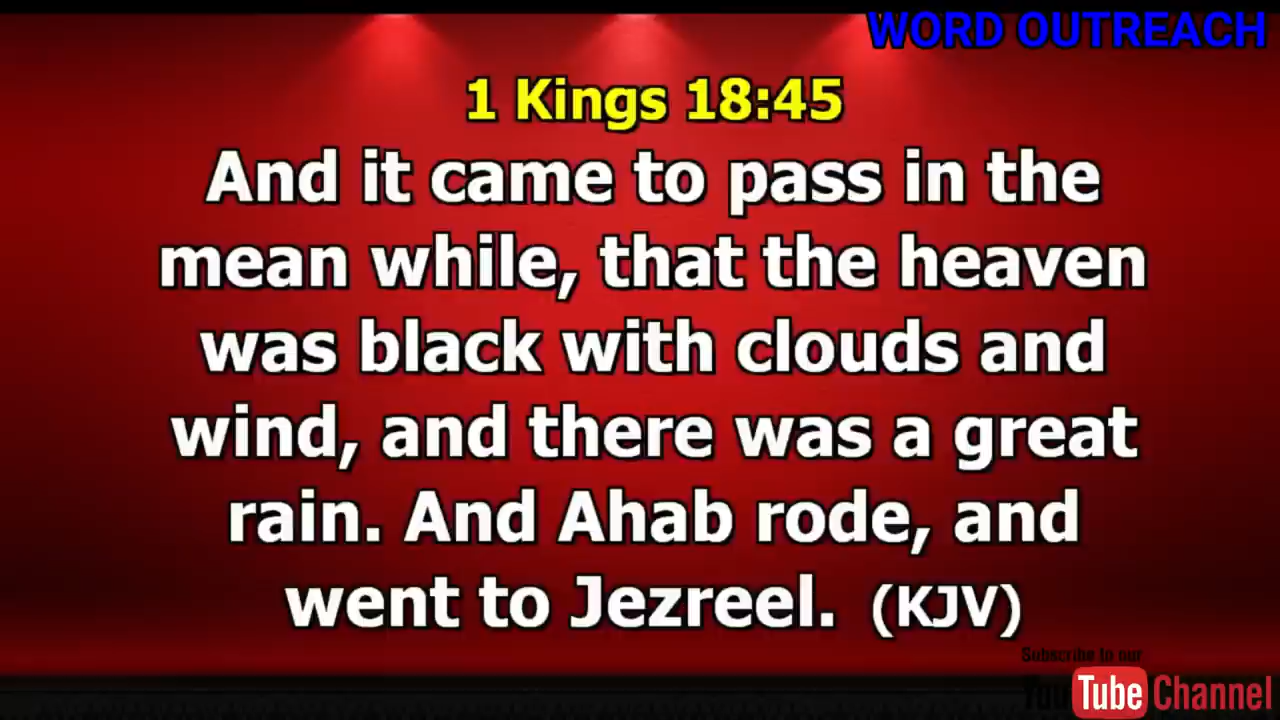 WORD OUTREACH
1 Kings 18:45
And it came to pass in the
mean while, that the heaven
was black with clouds and
wind, and there was a great
rain. And Ahab rode, and
went to Jezreel. (KJV)
Subscribe to our
YouTube Channel